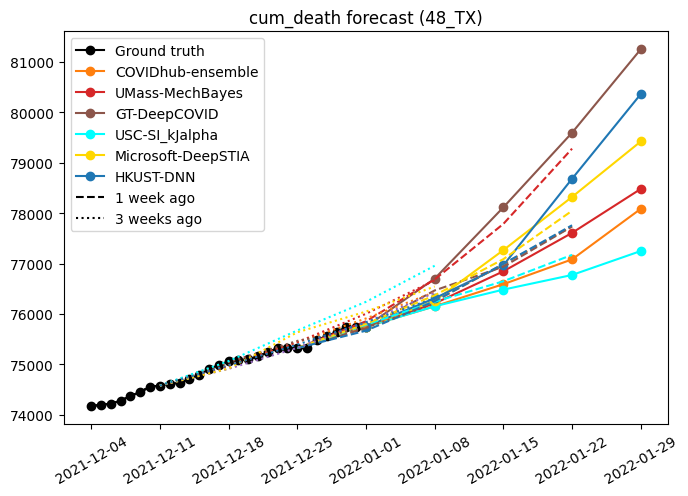 cum_death forecast (48_TX)
Ground truth
COVIDhub-ensemble
UMass-MechBayes
GT-DeepCOVID
USC-SI_kJalpha
Microsoft-DeepSTIA
HKUST-DNN
1 week ago
3 weeks ago
81000
80000
79000
78000
77000
76000
75000
74000
2021-12-04
2021-12-11
2021-12-18
2021-12-25
2022-01-01
2022-01-08
2022-01-15
2022-01-22
2022-01-29